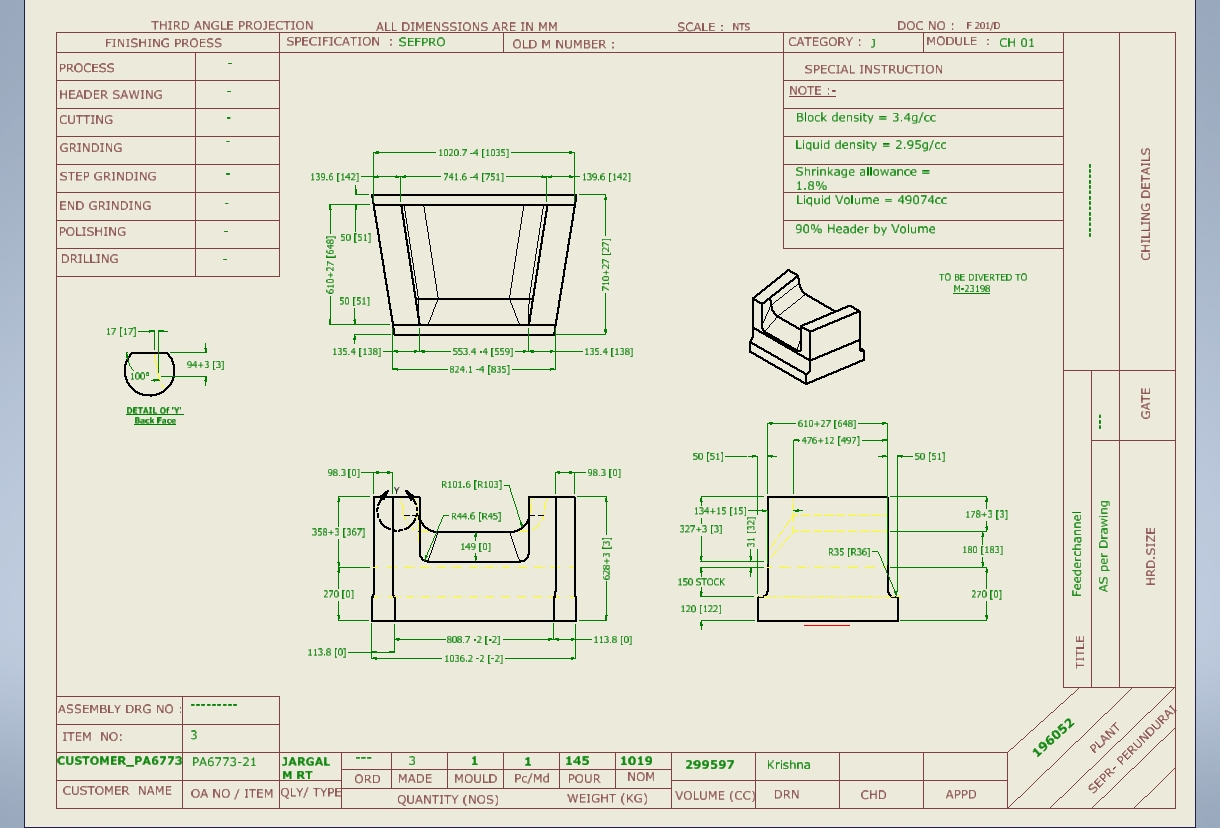 THIRD ANGLE PROJECTION
ALL DIMENSSIONS ARE IN MM
SCALE : NTS
DOC NO : F 201/D
FINISHING PROESS
SPECIFICATION : SEFPRO
OLD M NUMBER :
CATEGORY : J
MODULE : CH 01
PROCESS -
HEADER SAWING -
CUTTING -
GRINDING -
STEP GRINDING -
END GRINDING -
POLISHING -
DRILLING -
SPECIAL INSTRUCTION
NOTE :-
Block density = 3.4g/cc
Liquid density = 2.95g/cc
Shrinkage allowance =
1.8%
Liquid Volume = 49074cc
90% Header by Volume
CHILLING DETAILS
1020.7 -4 [1035]
139.6 [142]
741.6 -4 [751]
139.6 [142]
50 [51]
610+27 [648]
710+27 [27]
50 [51]
135.4 [138]
553.4 -4 [559]
135.4 [138]
824.1 -4 [835]
TO BE DIVERTED TO
M-23198
17 [17]
94+3 [3]
100°
DETAIL Of 'Y'
Back Face
GATE
---
610+27 [648]
476+12 [497]
50 [51]
50 [51]
134+15 [15]
327+3 [3]
31 [32]
178+3 [3]
R35 [R36]
180 [183]
150 STOCK
120 [122]
270 [0]
98.3 [0]
98.3 [0]
Y
R101.6 [R103]
R44.6 [R45]
358+3 [367]
149 [0]
628+3 [3]
270 [0]
808.7 -2 [-2]
113.8 [0]
113.8 [0]
1036.2 -2 [-2]
TITLE
Feederchannel
AS per Drawing
HRD.SIZE
ASSEMBLY DRG NO : ---------
ITEM NO: 3
CUSTOMER_PA6773
PA6773-21
JARGAL
M RT
--- 3 1 1 145 1019
299597
Krishna
ORD MADE MOULD Pc/Md POUR NOM
CUSTOMER NAME
OA NO / ITEM
QLY/ TYPE
QUANTITY (NOS)
WEIGHT (KG)
VOLUME (CC)
DRN
CHD
APPD
196052
PLANT
SEPR- PERUNDURAI